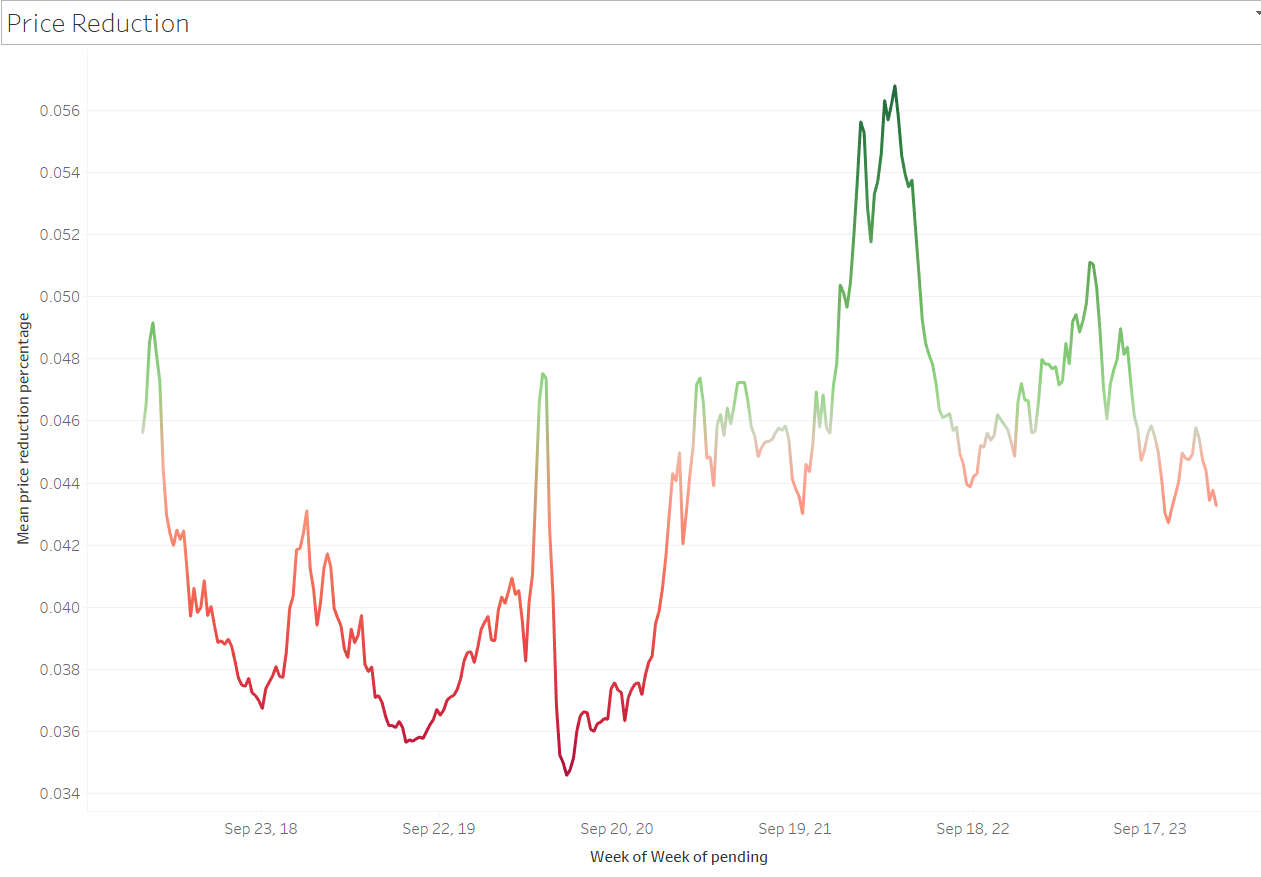 Price Reduction
Mean price reduction percentage
0.056
0.054
0.052
0.050
0.048
0.046
0.044
0.042
0.040
0.038
0.036
0.034
Sep 23, 18
Sep 22, 19
Sep 20, 20
Sep 19, 21
Sep 18, 22
Sep 17, 23
Week of Week of pending